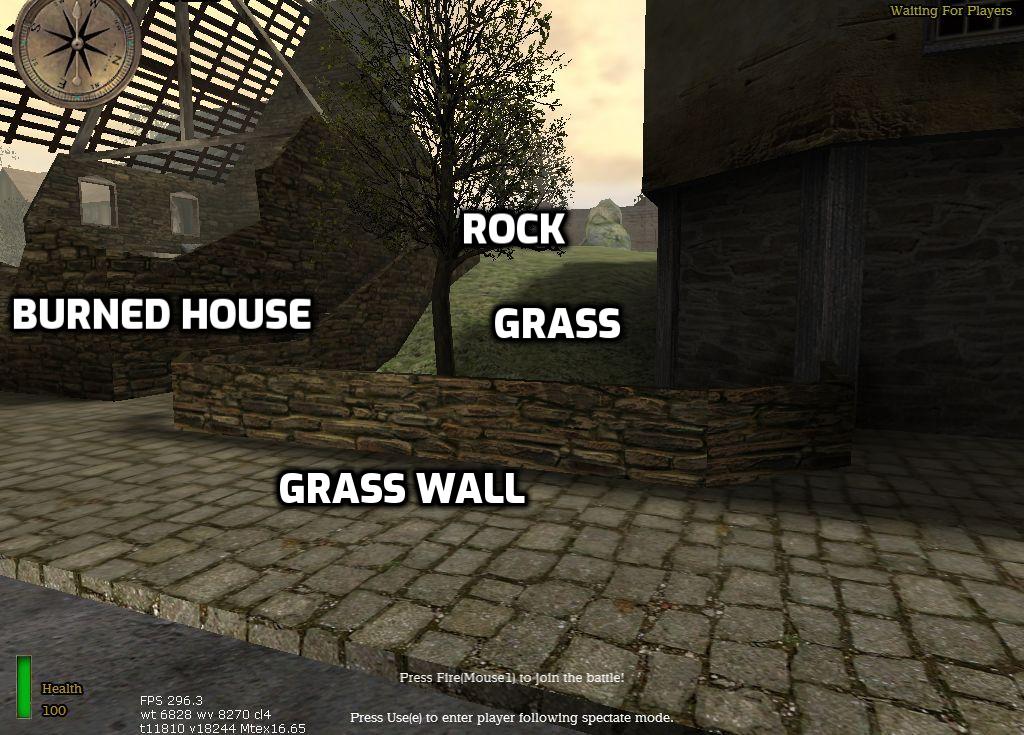 Waiting For Players
ROCK
BURNED HOUSE
GRASS
GRASS WALL
Press Fire(Mouse1) to join the battle!
Health
100
FPS 296.3
wt 6828 wv 8270 cl4
t11810 v18244 Mtex16.65
Press Use(e) to enter player following spectate mode.